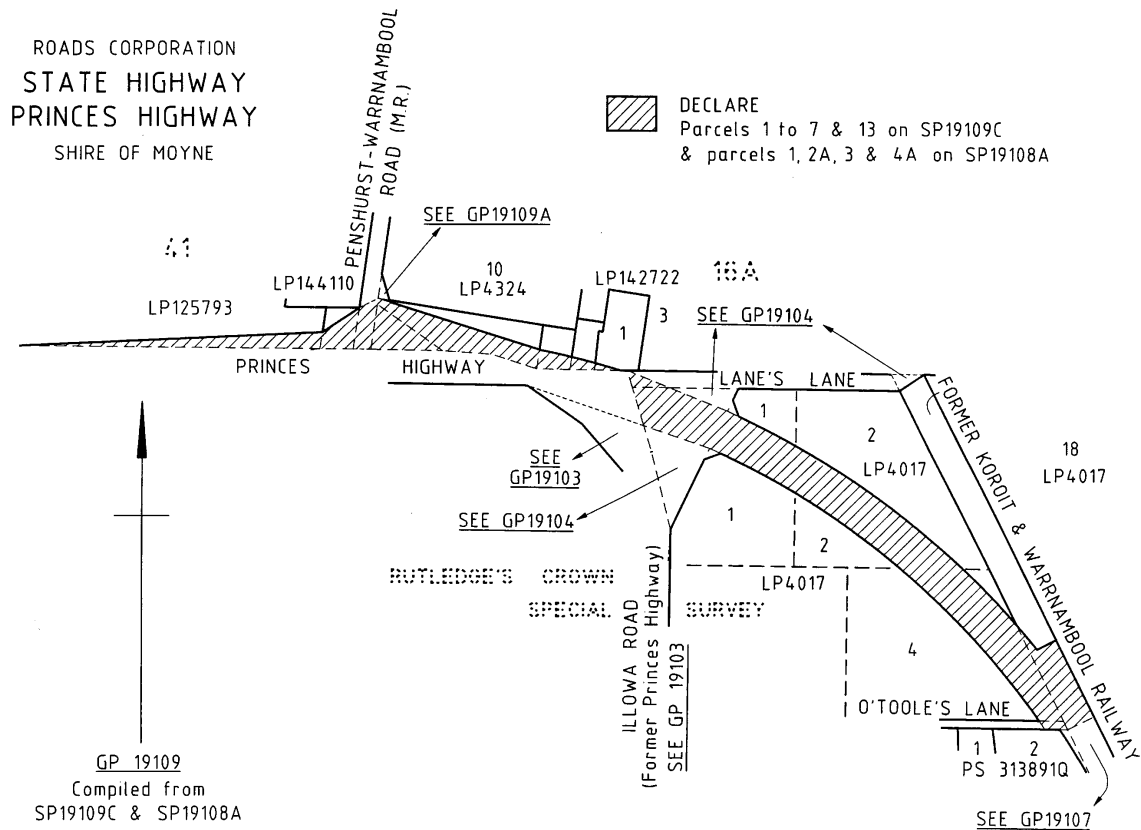 ROADS CORPORATION
STATE HIGHWAY
PRINCES HIGHWAY
SHIRE OF MOYNE
PENSHURST-WARRNAMBOOL
ROAD (M.R.)
DECLARE
Parcels 1 to 7 & 13 on SP19109C
& parcels 1, 2A, 3 & 4A on SP19108A
SEE GP19109A
41
LP125793
LP144110
10
LP4324
LP142722
1
3
16A
SEE GP19104
PRINCES
HIGHWAY
LANE'S LANE
1
2
LP4017
FORMER KOROIT & WARRNAMBOOL RAILWAY
18
LP4017
SEE
GP19103
SEE GP19104
1
2
LP4017
RUTLEDGE'S CROWN
SPECIAL SURVEY
ILLOWA ROAD
(Former Princes Highway)
SEE GP 19103
4
O'TOOLE'S LANE
1
2
PS 313891Q
SEE GP19107
GP 19109
Compiled from
SP19109C & SP19108A